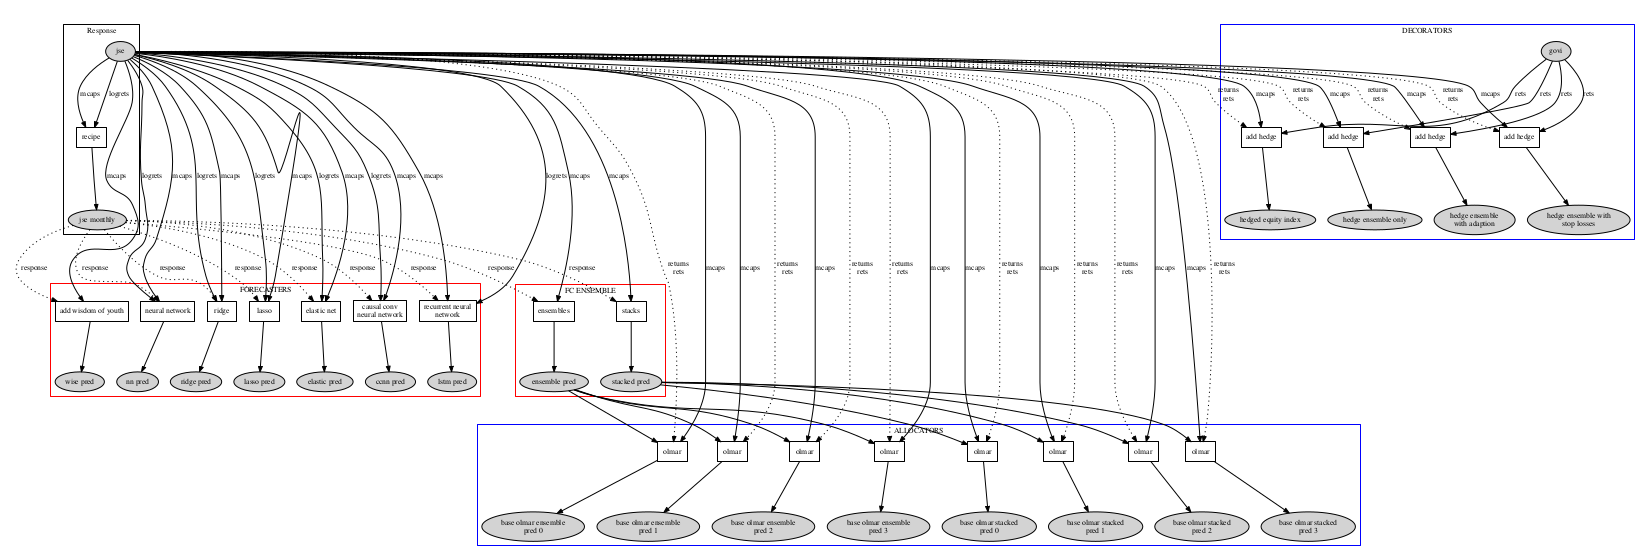 Response
DECORATORS
jse
govi
mcaps
logrets
returns
rets
mcaps
returns
rets
mcaps
returns
rets
mcaps
returns
rets
mcaps
rets
rets
rets
rets
recipe
add hedge
add hedge
add hedge
add hedge
mcaps
logrets
mcaps
logrets
mcaps
logrets
mcaps
logrets
mcaps
logrets
mcaps
mcaps
logrets
mcaps
mcaps
jse monthly
hedged equity index
hedge ensemble only
hedge ensemble
with adaption
hedge ensemble with
stop losses
response
response
response
response
response
response
response
response
response
returns
rets
mcaps
returns
rets
mcaps
returns
rets
mcaps
mcaps
returns
rets
mcaps
returns
rets
mcaps
mcaps
returns
rets
FORECASTERS
FC ENSEMBLE
add wisdom of youth
neural network
ridge
lasso
elastic net
causal conv
neural network
recurrent neural
network
ensembles
stacks
wise pred
nn pred
ridge pred
lasso pred
elastic pred
ccnn pred
lstm pred
ensemble pred
stacked pred
ALLOCATORS
olmar
olmar
olmar
olmar
olmar
olmar
olmar
olmar
base olmar ensemble
pred 0
base olmar ensemble
pred 1
base olmar ensemble
pred 2
base olmar ensemble
pred 3
base olmar stacked
pred 0
base olmar stacked
pred 1
base olmar stacked
pred 2
base olmar stacked
pred 3